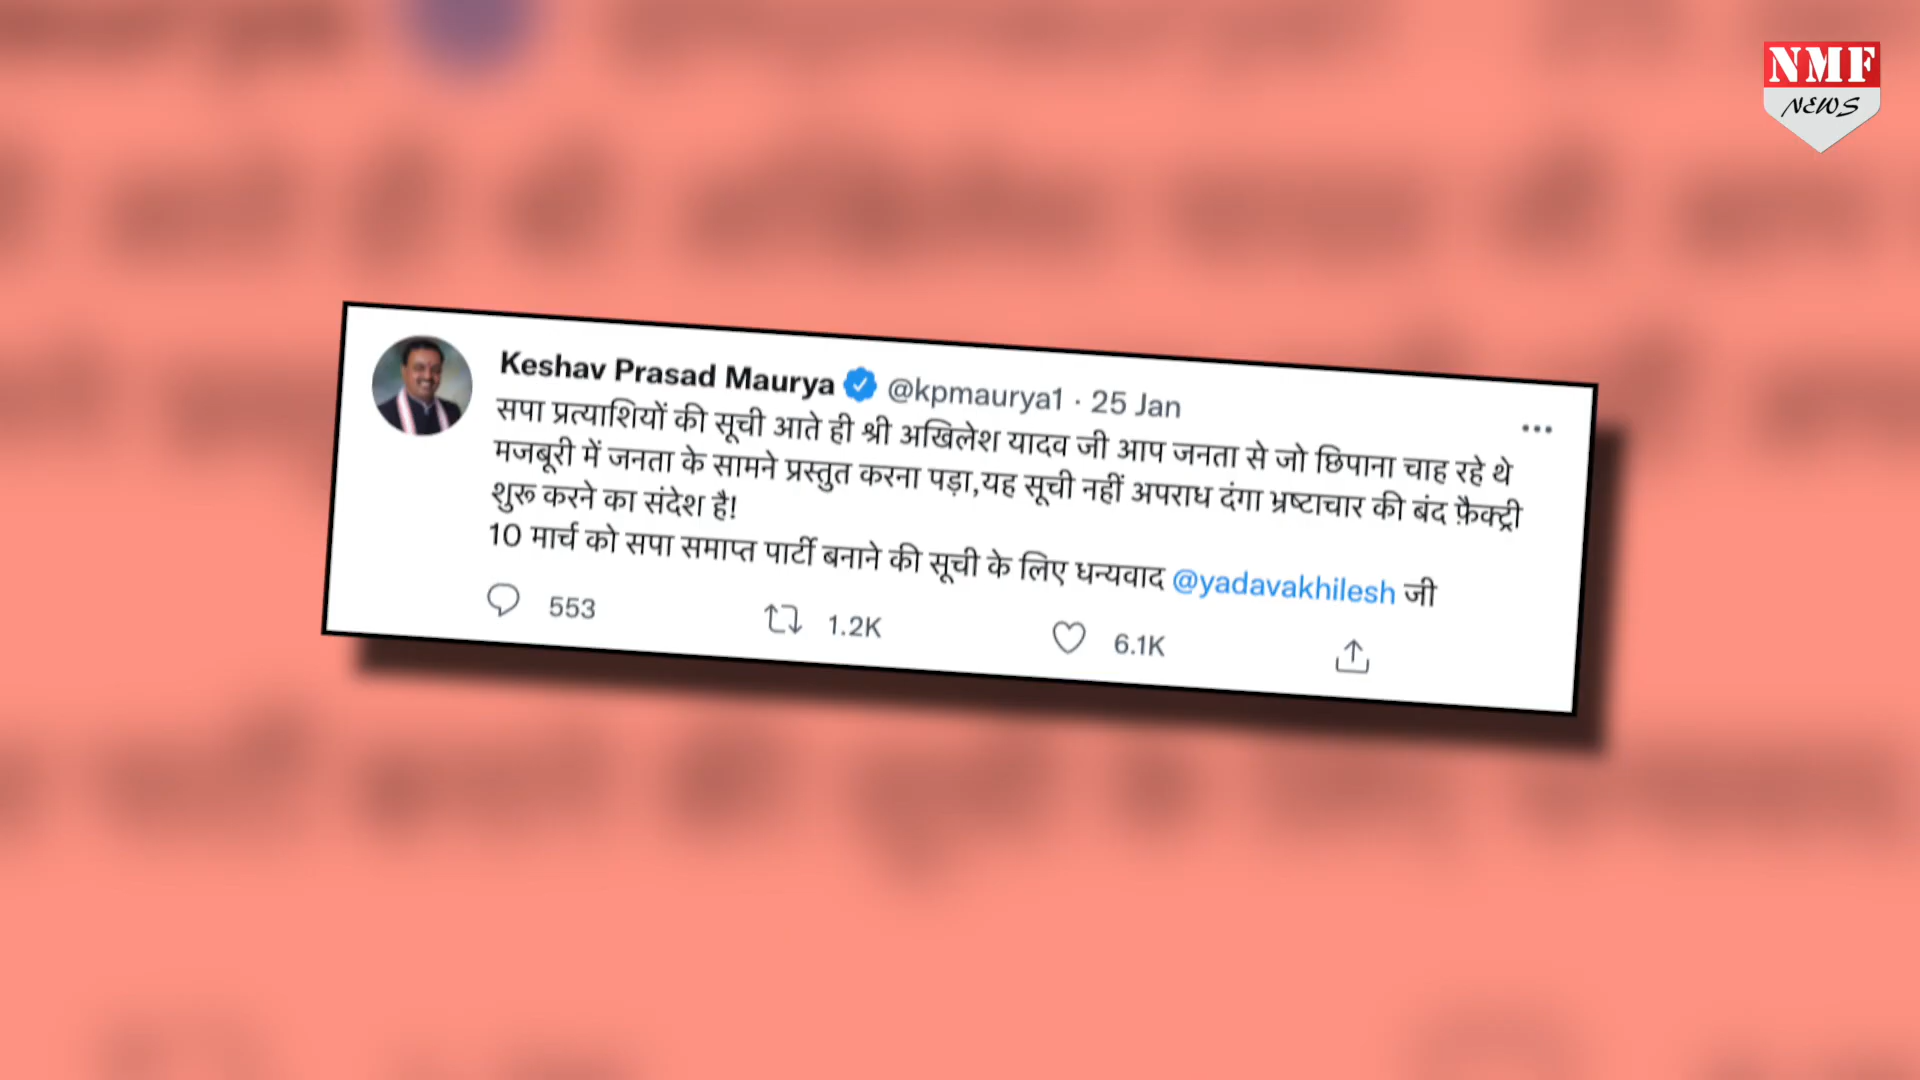 NMF
NEWS
Keshav Prasad Maurya @kpmaurya1 · 25 Jan
सपा प्रत्याशियों की सूची आते ही श्री अखिलेश यादव जी आप जनता से जो छिपाना चाह रहे थे
मजबूरी में जनता के सामने प्रस्तुत करना पड़ा,यह सूची नहीं अपराध दंगा भ्रष्टाचार की बंद फ़ैक्ट्री
शुरू करने का संदेश है!
10 मार्च को सपा समाप्त पार्टी बनाने की सूची के लिए धन्यवाद @yadavakhilesh जी
553 1.2K 6.1K